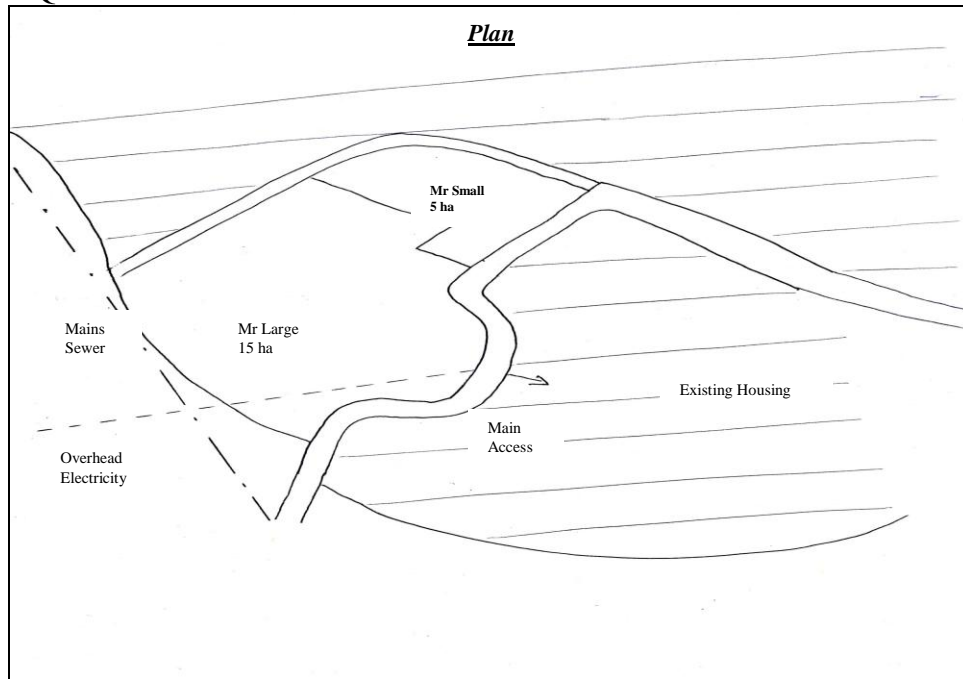 Plan
Mr Small
5 ha
Mains
Sewer
Mr Large
15 ha
Existing Housing
Main
Access
Overhead
Electricity